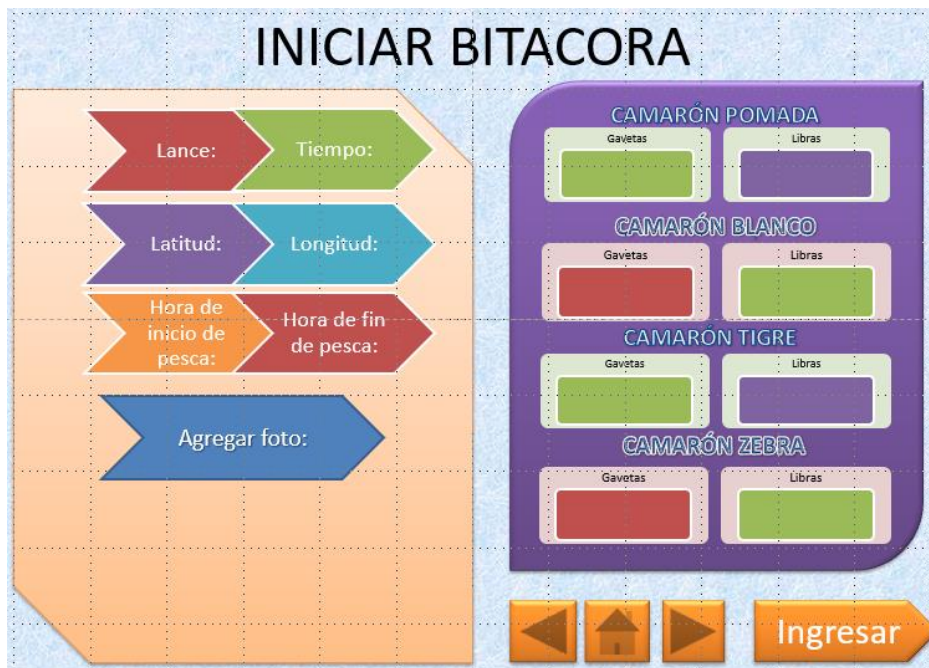 INICIAR BITACORA
Lance:
Tiempo:
Latitud:
Longitud:
Hora de
inicio de
pesca:
Hora de fin
de pesca:
Agregar foto:
CAMARÓN POMADA
Gavetas
Libras
CAMARÓN BLANCO
Gavetas
Libras
CAMARÓN TIGRE
Gavetas
Libras
CAMARÓN ZEBRA
Gavetas
Libras
Ingresar